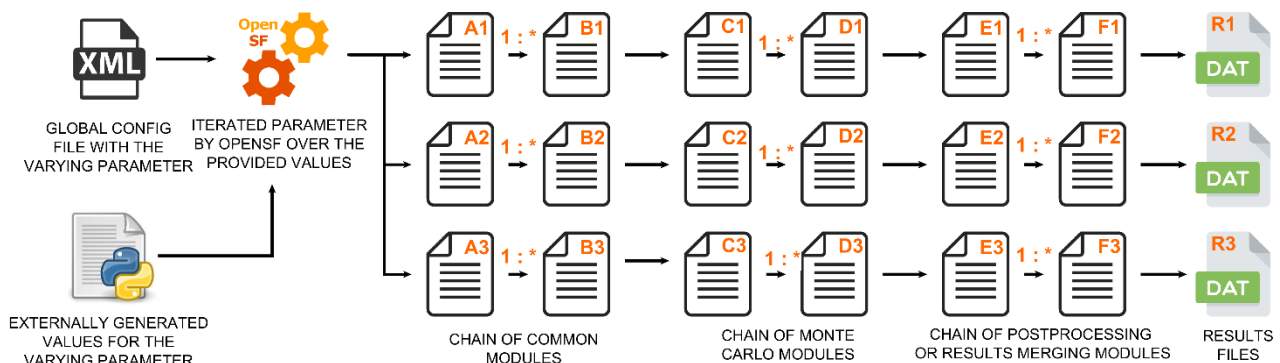 XML
Open
SF
GLOBAL CONFIG
FILE WITH THE
VARYING PARAMETER
ITERATED PARAMETER
BY OPENSF OVER THE
PROVIDED VALUES
EXTERNALLY GENERATED
VALUES FOR THE
VARYING PARAMETER
A1
1 : *
B1
C1
1 : *
D1
E1
1 : *
F1
R1
DAT
A2
1 : *
B2
C2
1 : *
D2
E2
1 : *
F2
R2
DAT
A3
1 : *
B3
C3
1 : *
D3
E3
1 : *
F3
R3
DAT
CHAIN OF COMMON
MODULES
CHAIN OF MONTE
CARLO MODULES
CHAIN OF POSTPROCESSING
OR RESULTS MERGING MODULES
RESULTS
FILES